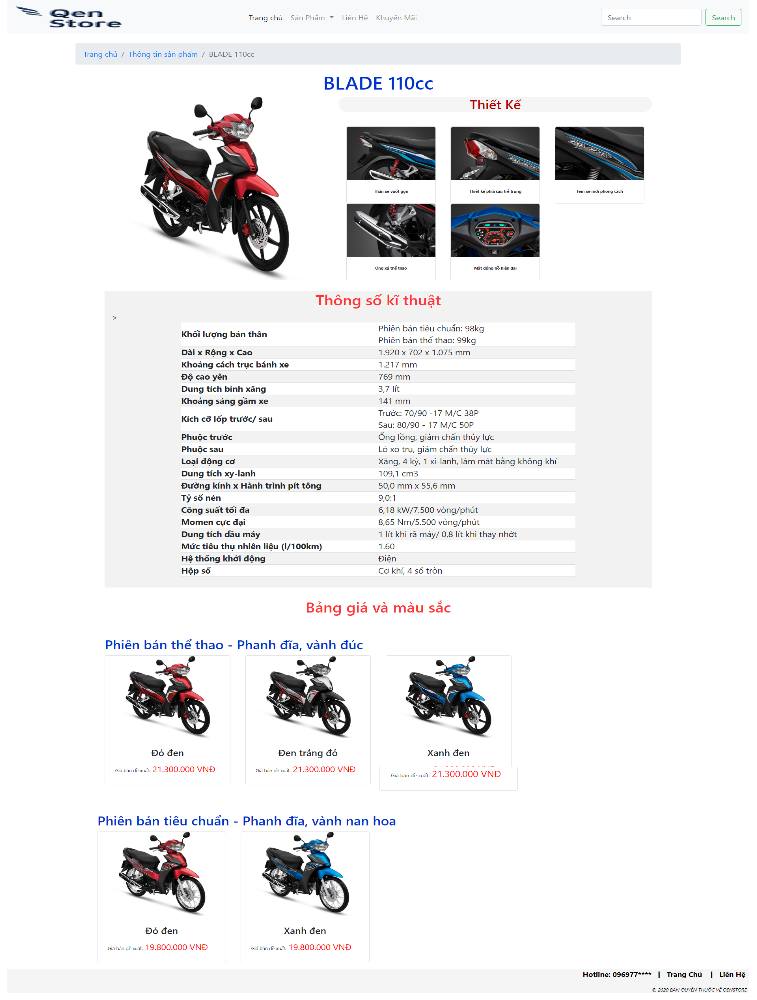 Qen
Store
Trang chủ Sản Phẩm Liên Hệ Khuyến Mãi Search Search
Trang chủ / Thông tin sản phẩm / BLADE 110cc
BLADE 110cc
Thiết Kế
HONDA
BLADE
BLADE
HONDA
BLADE
Thân xe vuốt gọn
Thiết kế phía sau trẻ trung
Tem xe mới phong cách
Ống xả thể thao
Mặt đồng hồ hiện đại
Thông số kĩ thuật
>
Khối lượng bản thân Phiên bản tiêu chuẩn: 98kg
Phiên bản thể thao: 99kg
Dài x Rộng x Cao 1.920 x 702 x 1.075 mm
Khoảng cách trục bánh xe 1.217 mm
Độ cao yên 769 mm
Dung tích bình xăng 3,7 lít
Khoảng sáng gầm xe 141 mm
Kích cỡ lốp trước/ sau Trước: 70/90 -17 M/C 38P
Sau: 80/90 - 17 M/C 50P
Phuộc trước Ống lồng, giảm chấn thủy lực
Phuộc sau Lò xo trụ, giảm chấn thủy lực
Loại động cơ Xăng, 4 kỳ, 1 xi-lanh, làm mát bằng không khí
Dung tích xy-lanh 109,1 cm3
Đường kính x Hành trình pít tông 50,0 mm x 55,6 mm
Tỷ số nén 9,0:1
Công suất tối đa 6,18 kW/7.500 vòng/phút
Momen cực đại 8,65 Nm/5.500 vòng/phút
Dung tích dầu máy 1 lít khi rã máy/ 0,8 lít khi thay nhớt
Mức tiêu thụ nhiên liệu (l/100km) 1.60
Hệ thống khởi động Điện
Hộp số Cơ khí, 4 số tròn
Bảng giá và màu sắc
Phiên bản thể thao - Phanh đĩa, vành đúc
Đỏ đen
Giá bán đề xuất: 21.300.000 VNĐ
Đen trắng đỏ
Giá bán đề xuất: 21.300.000 VNĐ
Xanh đen
Giá bán đề xuất: 21.300.000 VNĐ
Phiên bản tiêu chuẩn - Phanh đĩa, vành nan hoa
Đỏ đen
Giá bán đề xuất: 19.800.000 VNĐ
Xanh đen
Giá bán đề xuất: 19.800.000 VNĐ
Hotline: 096977**** | Trang Chủ | Liên Hệ
© 2020 BẢN QUYỀN THUỘC VỀ QENSTORE